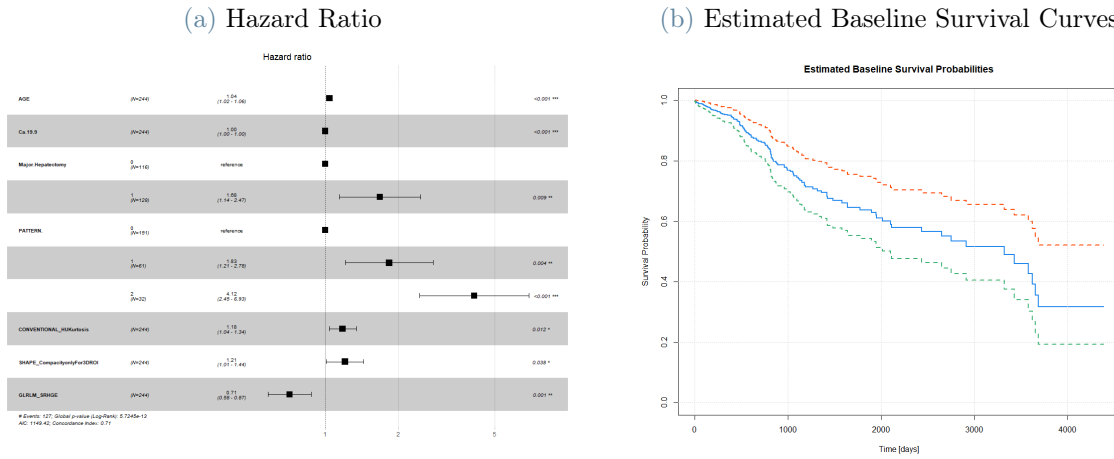 (a) Hazard Ratio
Hazard ratio
AGE (N=244) 1.04 <0.001 ***
(1.02 - 1.06)
Ca.19.9 (N=244) 1.00 <0.001 ***
(1.00 - 1.00)
Major.Hepatectomy 0 reference
(N=116)
1 1.68 0.009 **
(N=128) (1.14 - 2.47)
PATTERN. 0 reference
(N=151)
1 1.83 0.004 **
(N=61) (1.21 - 2.78)
2 4.12 <0.001 ***
(N=32) (2.45 - 6.93)
CONVENTIONAL_HUKurtosis (N=244) 1.18 0.012 *
(1.04 - 1.34)
SHAPE_CompacityonlyFor3DROI (N=244) 1.21 0.038 *
(1.01 - 1.44)
GLRLM_SRHGE (N=244) 0.71 0.001 **
(0.58 - 0.87)
# Events: 127; Global p-value (Log-Rank): 5.7245e-13
AIC: 1149.42; Concordance Index: 0.71
1 2 5
(b) Estimated Baseline Survival Curves
Estimated Baseline Survival Probabilities
Survival Probability
1.0
0.8
0.6
0.4
0.2
0.0
0 1000 2000 3000 4000
Time [days]